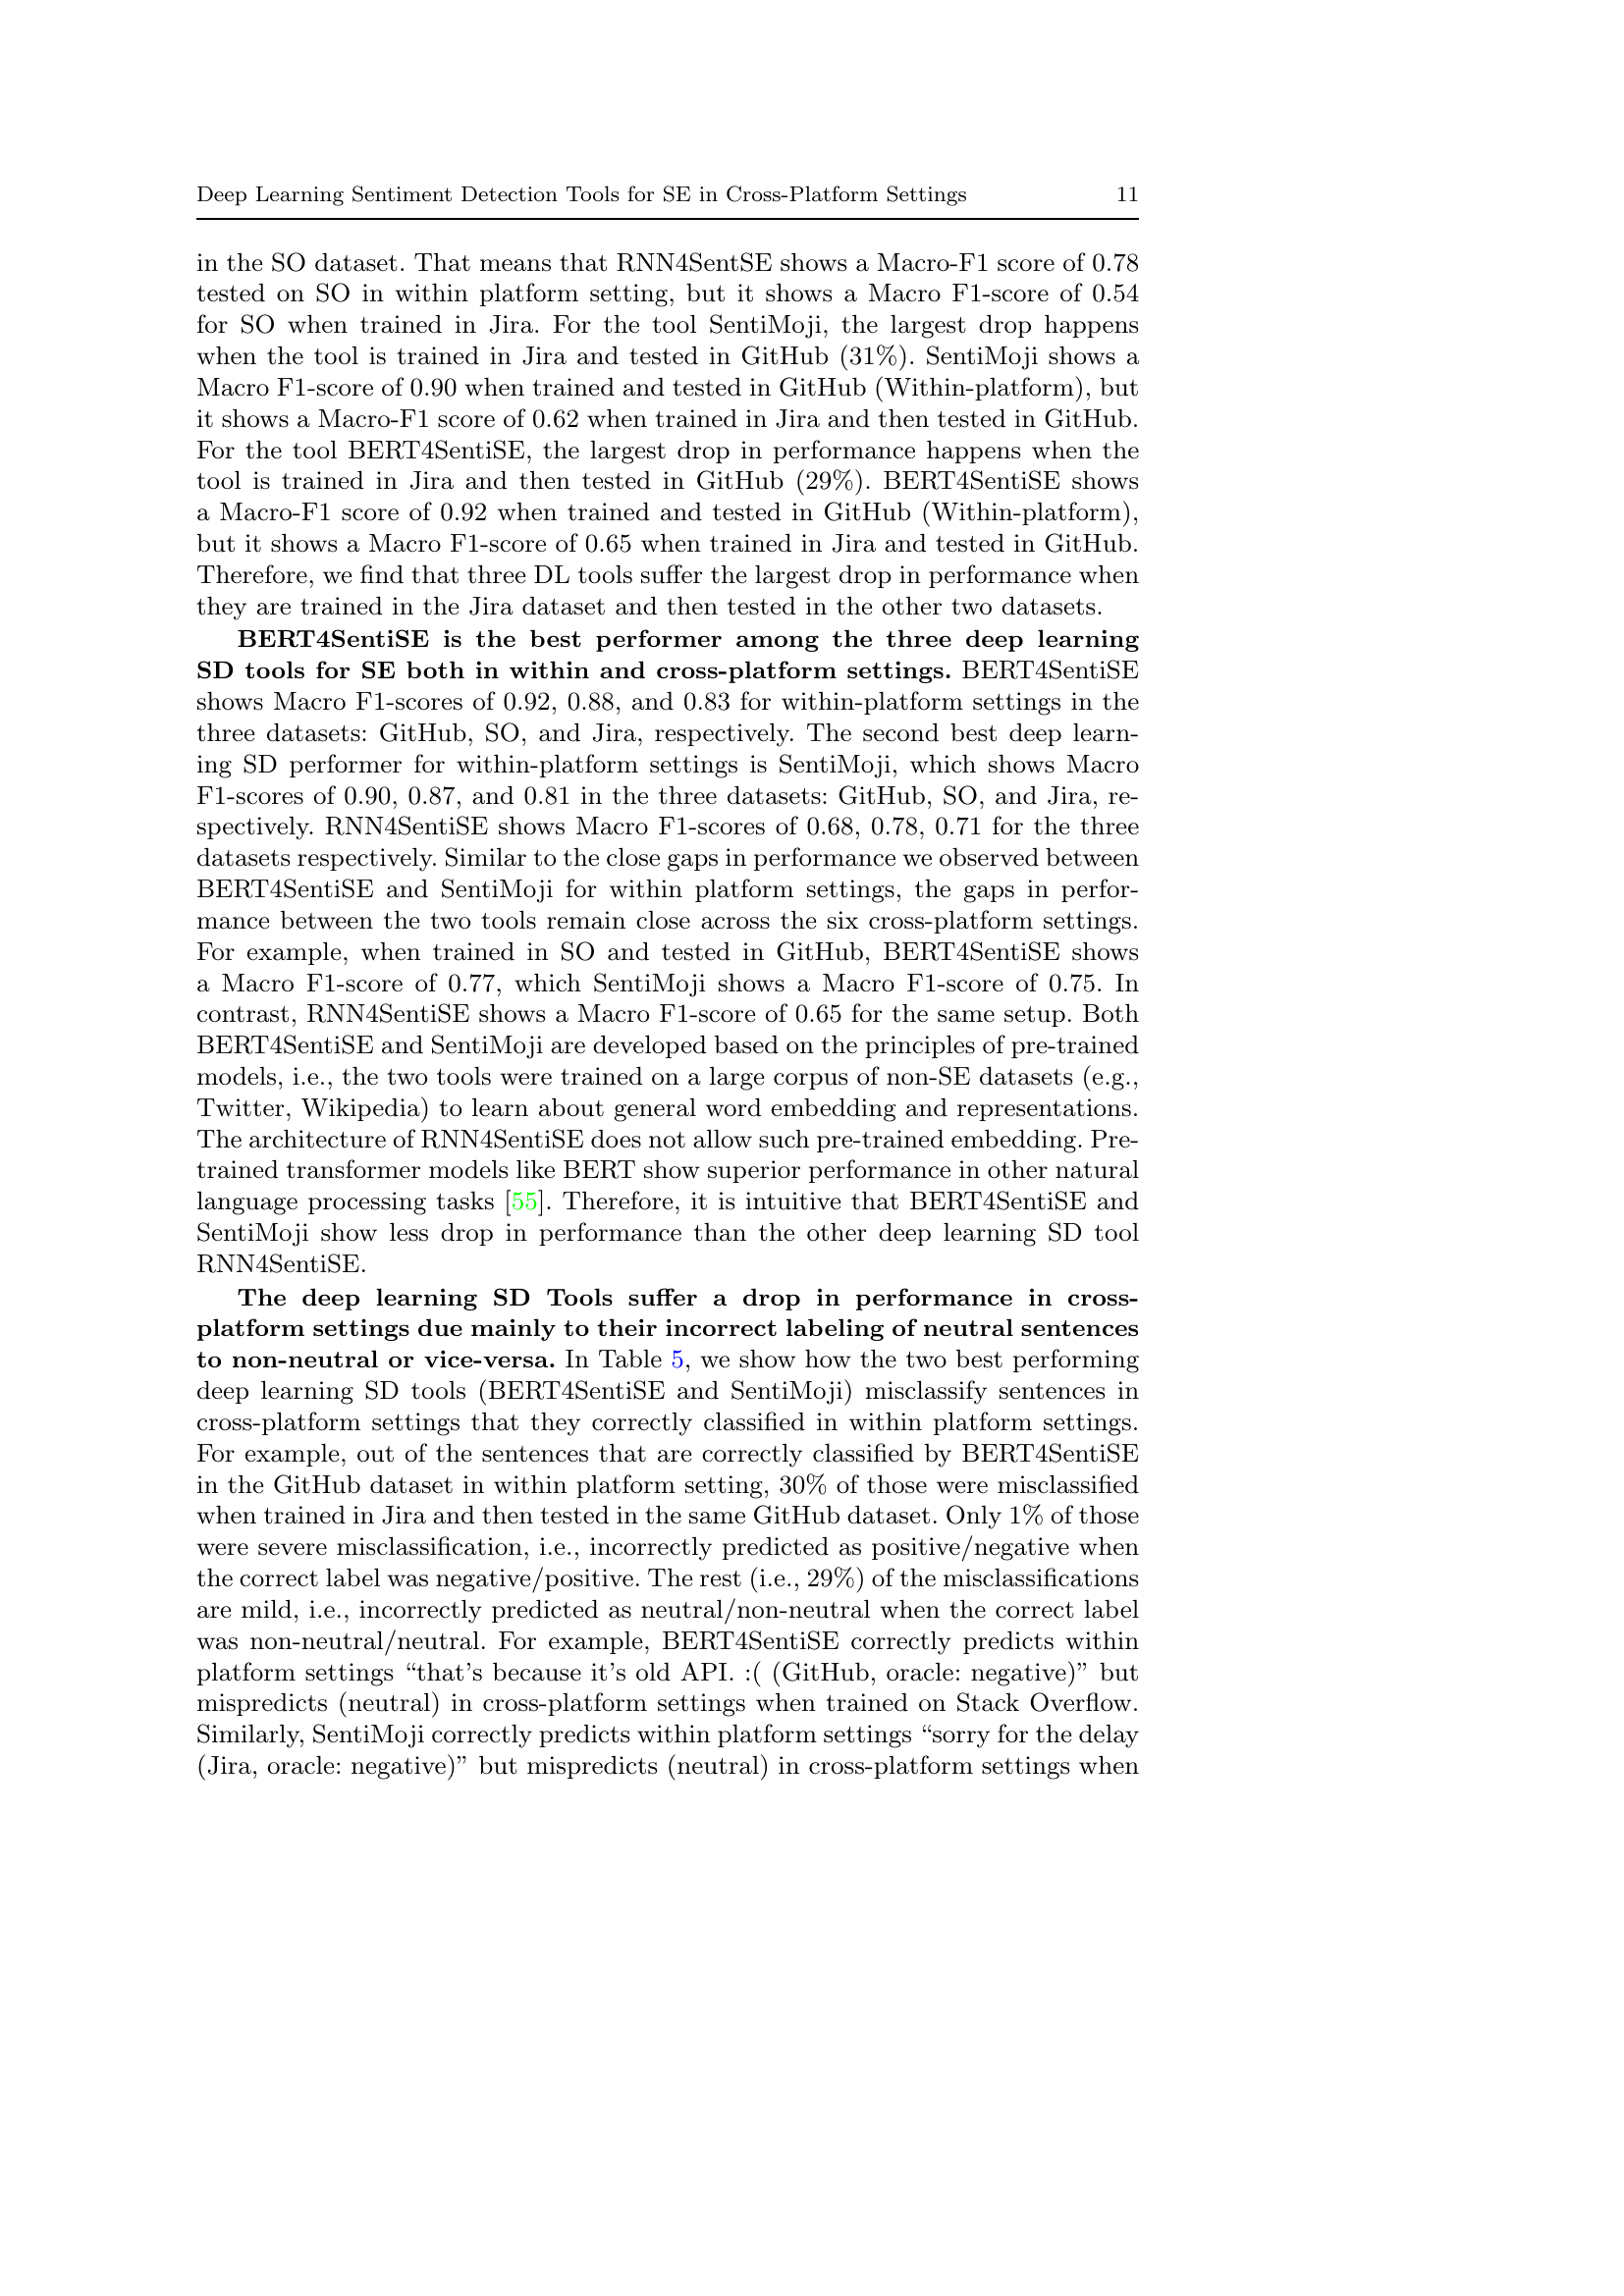 Deep Learning Sentiment Detection Tools for SE in Cross-Platform Settings 11
in the SO dataset. That means that RNN4SentSE shows a Macro-F1 score of 0.78
tested on SO in within platform setting, but it shows a Macro F1-score of 0.54
for SO when trained in Jira. For the tool SentiMoji, the largest drop happens
when the tool is trained in Jira and tested in GitHub (31%). SentiMoji shows a
Macro F1-score of 0.90 when trained and tested in GitHub (Within-platform), but
it shows a Macro-F1 score of 0.62 when trained in Jira and then tested in GitHub.
For the tool BERT4SentiSE, the largest drop in performance happens when the
tool is trained in Jira and then tested in GitHub (29%). BERT4SentiSE shows
a Macro-F1 score of 0.92 when trained and tested in GitHub (Within-platform),
but it shows a Macro F1-score of 0.65 when trained in Jira and tested in GitHub.
Therefore, we find that three DL tools suffer the largest drop in performance when
they are trained in the Jira dataset and then tested in the other two datasets.
BERT4SentiSE is the best performer among the three deep learning
SD tools for SE both in within and cross-platform settings. BERT4SentiSE
shows Macro F1-scores of 0.92, 0.88, and 0.83 for within-platform settings in the
three datasets: GitHub, SO, and Jira, respectively. The second best deep learn-
ing SD performer for within-platform settings is SentiMoji, which shows Macro
F1-scores of 0.90, 0.87, and 0.81 in the three datasets: GitHub, SO, and Jira, re-
spectively. RNN4SentiSE shows Macro F1-scores of 0.68, 0.78, 0.71 for the three
datasets respectively. Similar to the close gaps in performance we observed between
BERT4SentiSE and SentiMoji for within platform settings, the gaps in perfor-
mance between the two tools remain close across the six cross-platform settings.
For example, when trained in SO and tested in GitHub, BERT4SentiSE shows
a Macro F1-score of 0.77, which SentiMoji shows a Macro F1-score of 0.75. In
contrast, RNN4SentiSE shows a Macro F1-score of 0.65 for the same setup. Both
BERT4SentiSE and SentiMoji are developed based on the principles of pre-trained
models, i.e., the two tools were trained on a large corpus of non-SE datasets (e.g.,
Twitter, Wikipedia) to learn about general word embedding and representations.
The architecture of RNN4SentiSE does not allow such pre-trained embedding. Pre-
trained transformer models like BERT show superior performance in other natural
language processing tasks [55]. Therefore, it is intuitive that BERT4SentiSE and
SentiMoji show less drop in performance than the other deep learning SD tool
RNN4SentiSE.
The deep learning SD Tools suffer a drop in performance in cross-
platform settings due mainly to their incorrect labeling of neutral sentences
to non-neutral or vice-versa. In Table 5, we show how the two best performing
deep learning SD tools (BERT4SentiSE and SentiMoji) misclassify sentences in
cross-platform settings that they correctly classified in within platform settings.
For example, out of the sentences that are correctly classified by BERT4SentiSE
in the GitHub dataset in within platform setting, 30% of those were misclassified
when trained in Jira and then tested in the same GitHub dataset. Only 1% of those
were severe misclassification, i.e., incorrectly predicted as positive/negative when
the correct label was negative/positive. The rest (i.e., 29%) of the misclassifications
are mild, i.e., incorrectly predicted as neutral/non-neutral when the correct label
was non-neutral/neutral. For example, BERT4SentiSE correctly predicts within
platform settings “that’s because it’s old API. :( (GitHub, oracle: negative)” but
mispredicts (neutral) in cross-platform settings when trained on Stack Overflow.
Similarly, SentiMoji correctly predicts within platform settings “sorry for the delay
(Jira, oracle: negative)” but mispredicts (neutral) in cross-platform settings when